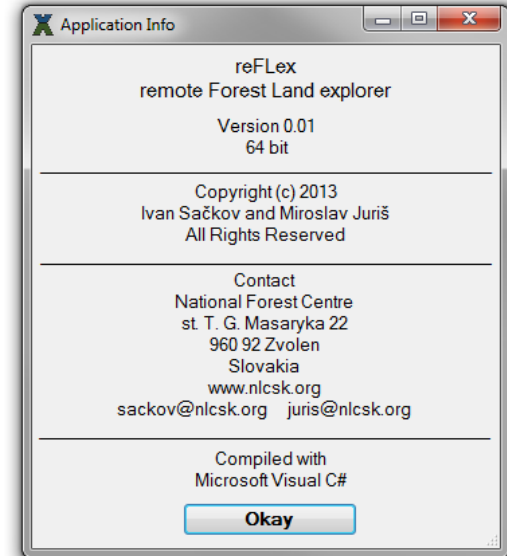 Application Info
reFLex
remote Forest Land explorer
Version 0.01
64 bit
Copyright (c) 2013
Ivan Sačkov and Miroslav Juriš
All Rights Reserved
Contact
National Forest Centre
st. T. G. Masaryka 22
960 92 Zvolen
Slovakia
www.nlcsk.org
sackov@nlcsk.org juris@nlcsk.org
Compiled with
Microsoft Visual C#
Okay